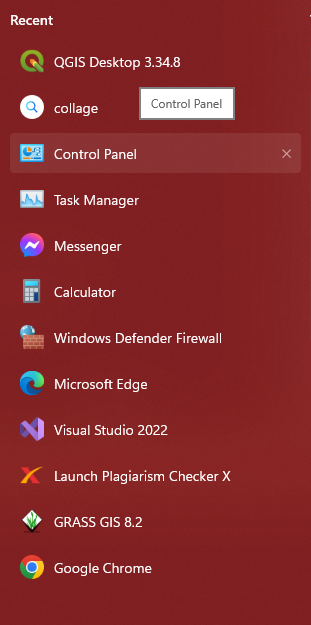 Recent
QGIS Desktop 3.34.8
collage
Control Panel
Control Panel
Task Manager
Messenger
Calculator
Windows Defender Firewall
Microsoft Edge
Visual Studio 2022
Launch Plagiarism Checker X
GRASS GIS 8.2
Google Chrome